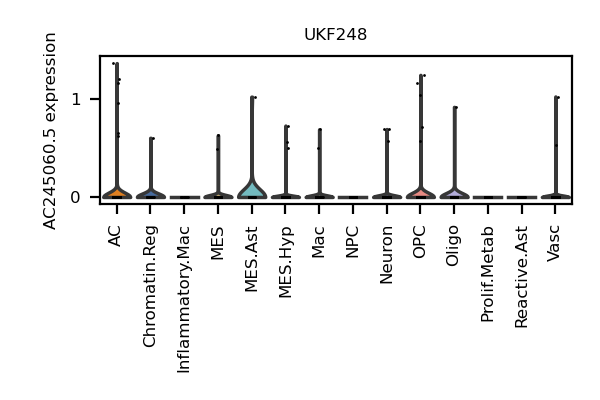 UKF248
AC245060.5 expression
1
0
AC
Chromatin.Reg
Inflammatory.Mac
MES
MES.Ast
MES.Hyp
Mac
NPC
Neuron
OPC
Oligo
Prolif.Metab
Reactive.Ast
Vasc